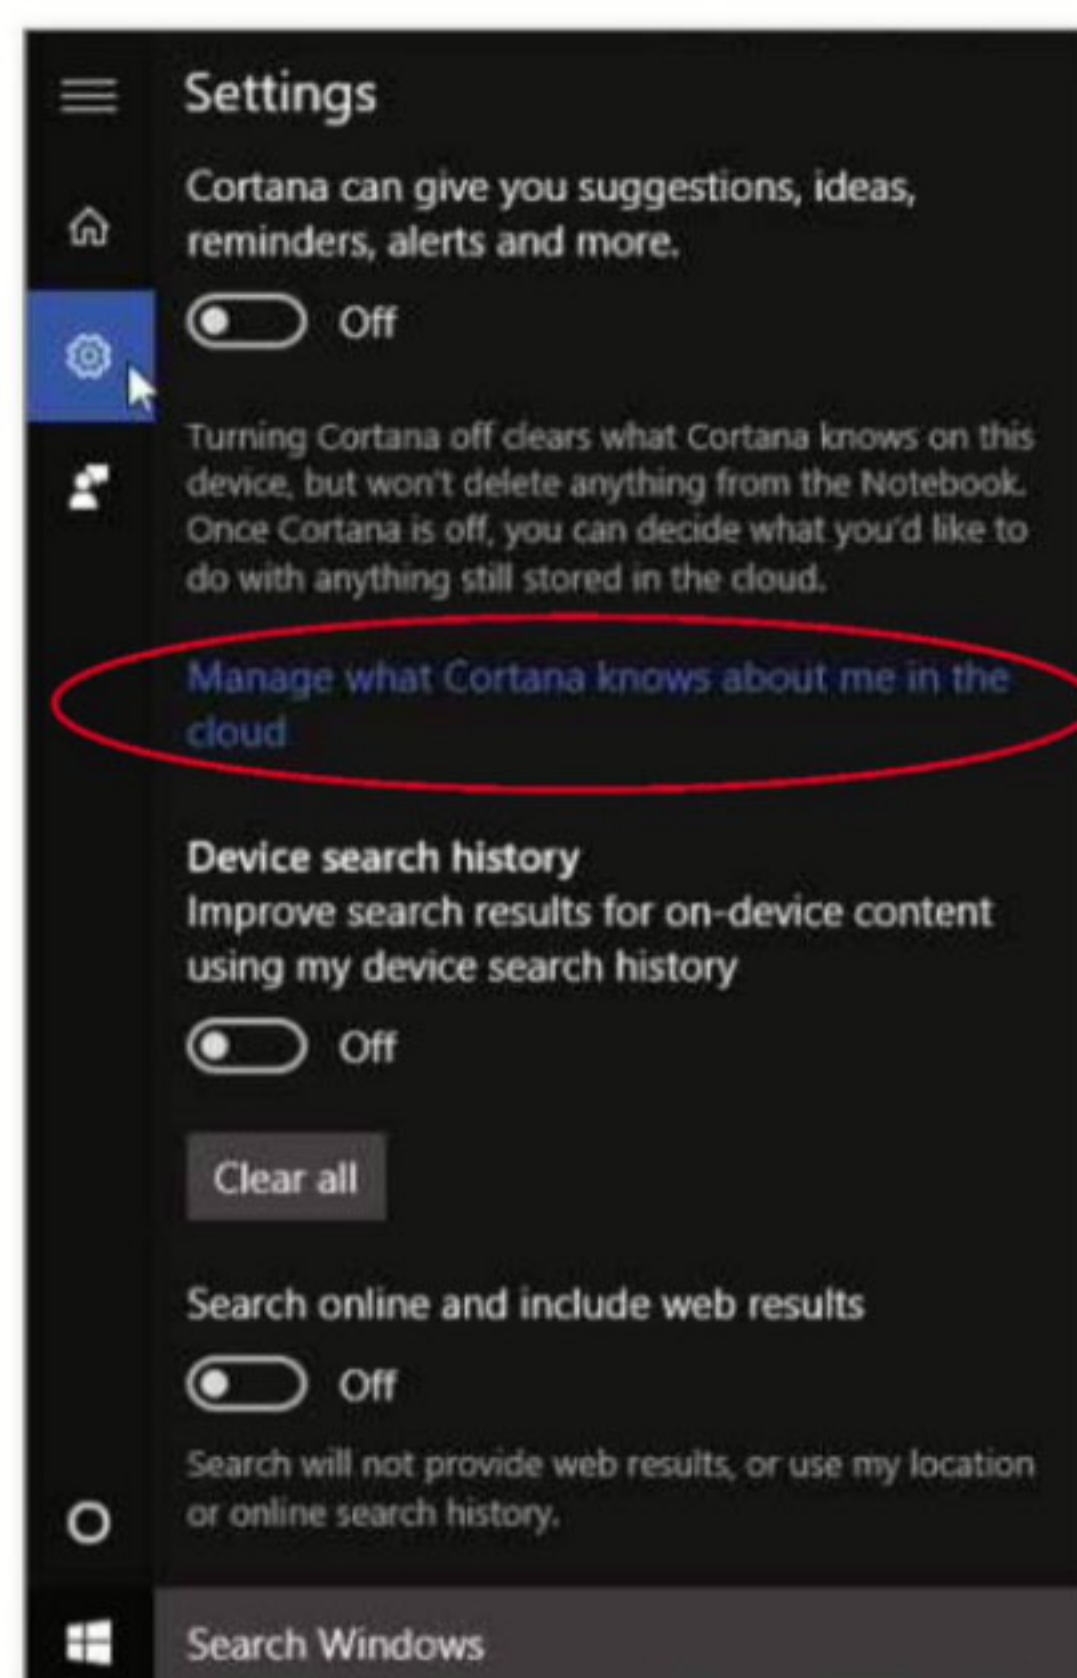 Settings
Cortana can give you suggestions, ideas,
reminders, alerts and more.
Off
Turning Cortana off clears what Cortana knows on this
device, but won't delete anything from the Notebook.
Once Cortana is off, you can decide what you'd like to
do with anything still stored in the cloud.
Manage what Cortana knows about me in the
cloud
Device search history
Improve search results for on-device content
using my device search history
Off
Clear all
Search online and include web results
Off
Search will not provide web results, or use my location
or online search history.
Search Windows